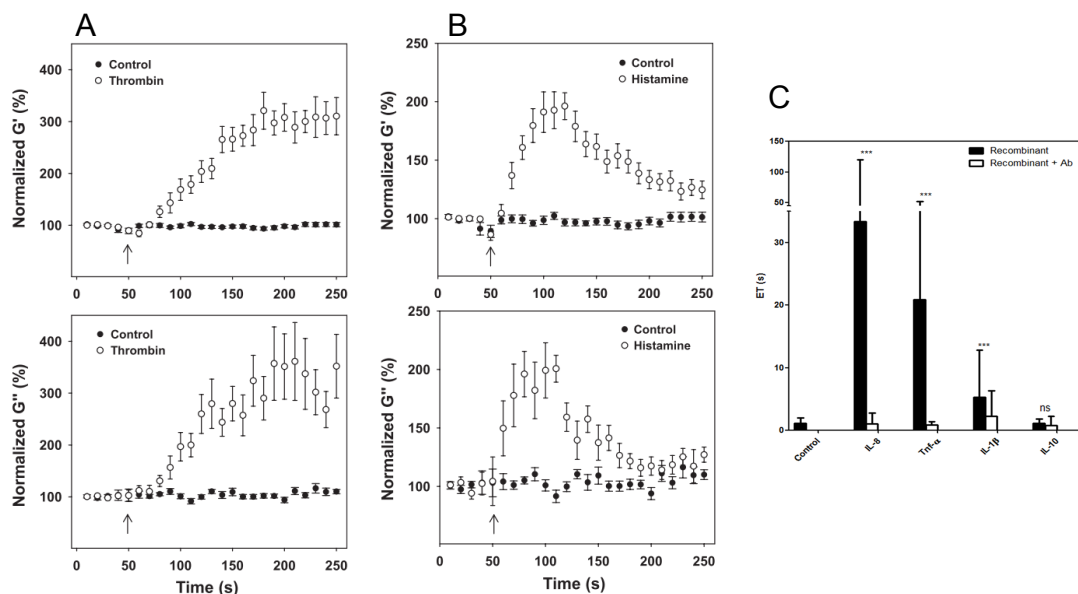 A
Normalized G' (%)
400
300
200
100
Control
Thrombin
0 50 100 150 200 250
Normalized G'' (%)
400
300
200
100
Control
Thrombin
0 50 100 150 200 250
Time (s)
B
Normalized G' (%)
250
200
150
100
50
Control
Histamine
0 50 100 150 200 250
Normalized G'' (%)
250
200
150
100
50
Control
Histamine
0 50 100 150 200 250
Time (s)
C
ET (s)
150
100
50
30
20
10
0
Recombinant
Recombinant + Ab
***
***
***
ns
Control IL-8 Tnf-α IL-1β IL-10